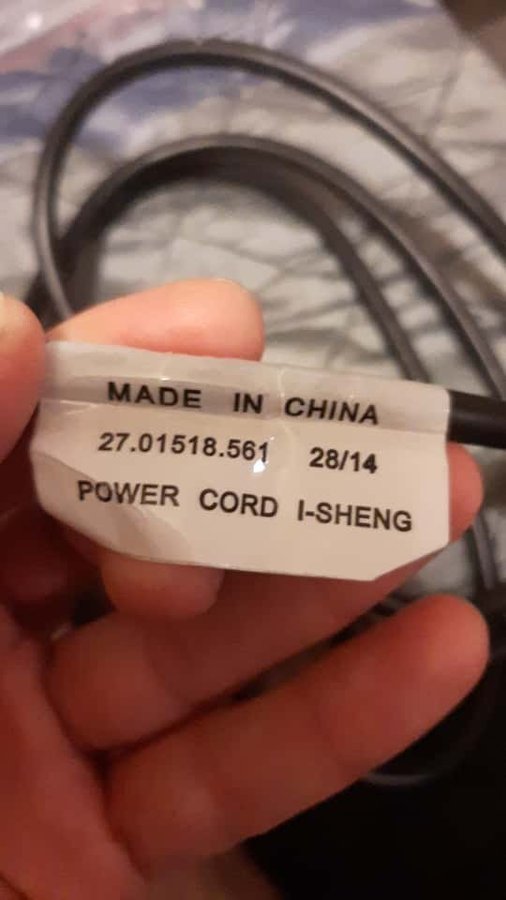 MADE IN CHINA
27.01518.561 28/14
POWER CORD I-SHENG